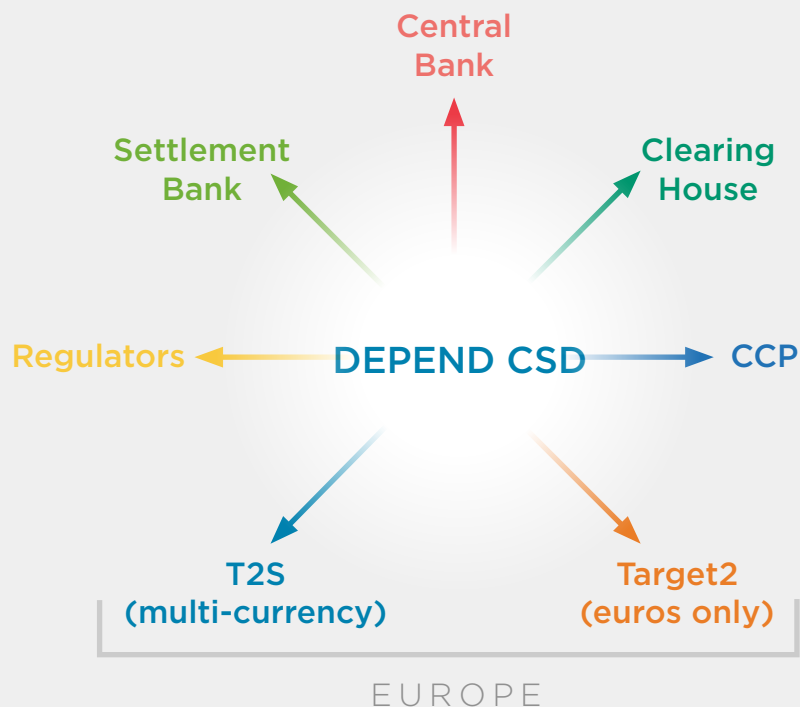 Central
Bank
Settlement
Bank
Clearing
House
Regulators
DEPEND CSD
CCP
T2S
(multi-currency)
Target2
(euros only)
EUROPE